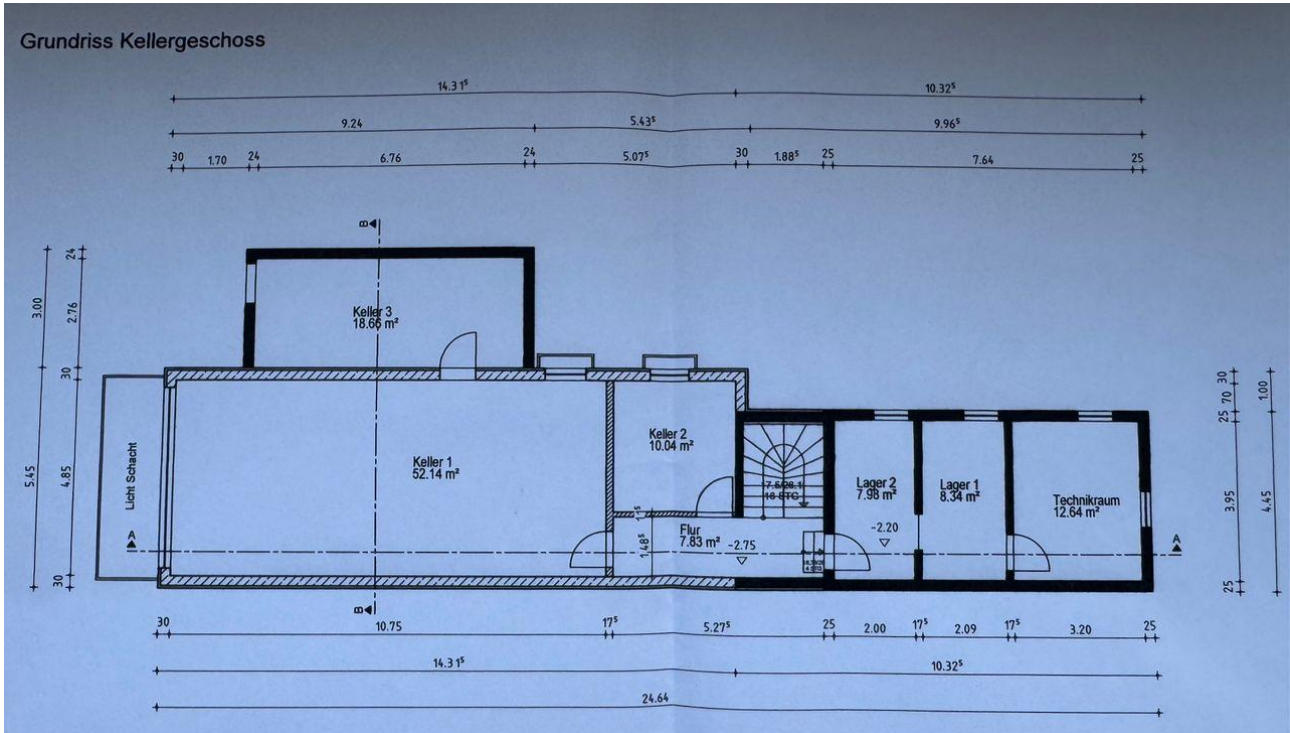 Grundriss Kellergeschoss
14.31⁵ 10.32⁵
9.24 5.43⁵ 9.96⁵
30 1.70 24 6.76 24 5.07⁵ 30 1.88⁵ 25 7.64 25
B
24
3.00
2.76
Keller 3
18.66 m²
30
5.45
4.85
30
Licht Schacht
Keller 1
52.14 m²
Keller 2
10.04 m²
16 STG
Lager 2
7.98 m²
Lager 1
8.34 m²
Technikraum
12.64 m²
30
70
1.00
25
3.95
4.45
25
Flur
7.83 m²
11⁵
1.48⁵
-2.75
-2.20
A
A
B
30 10.75 17⁵ 5.27⁵ 25 2.00 17⁵ 2.09 17⁵ 3.20 25
14.31⁵ 10.32⁵
24.64